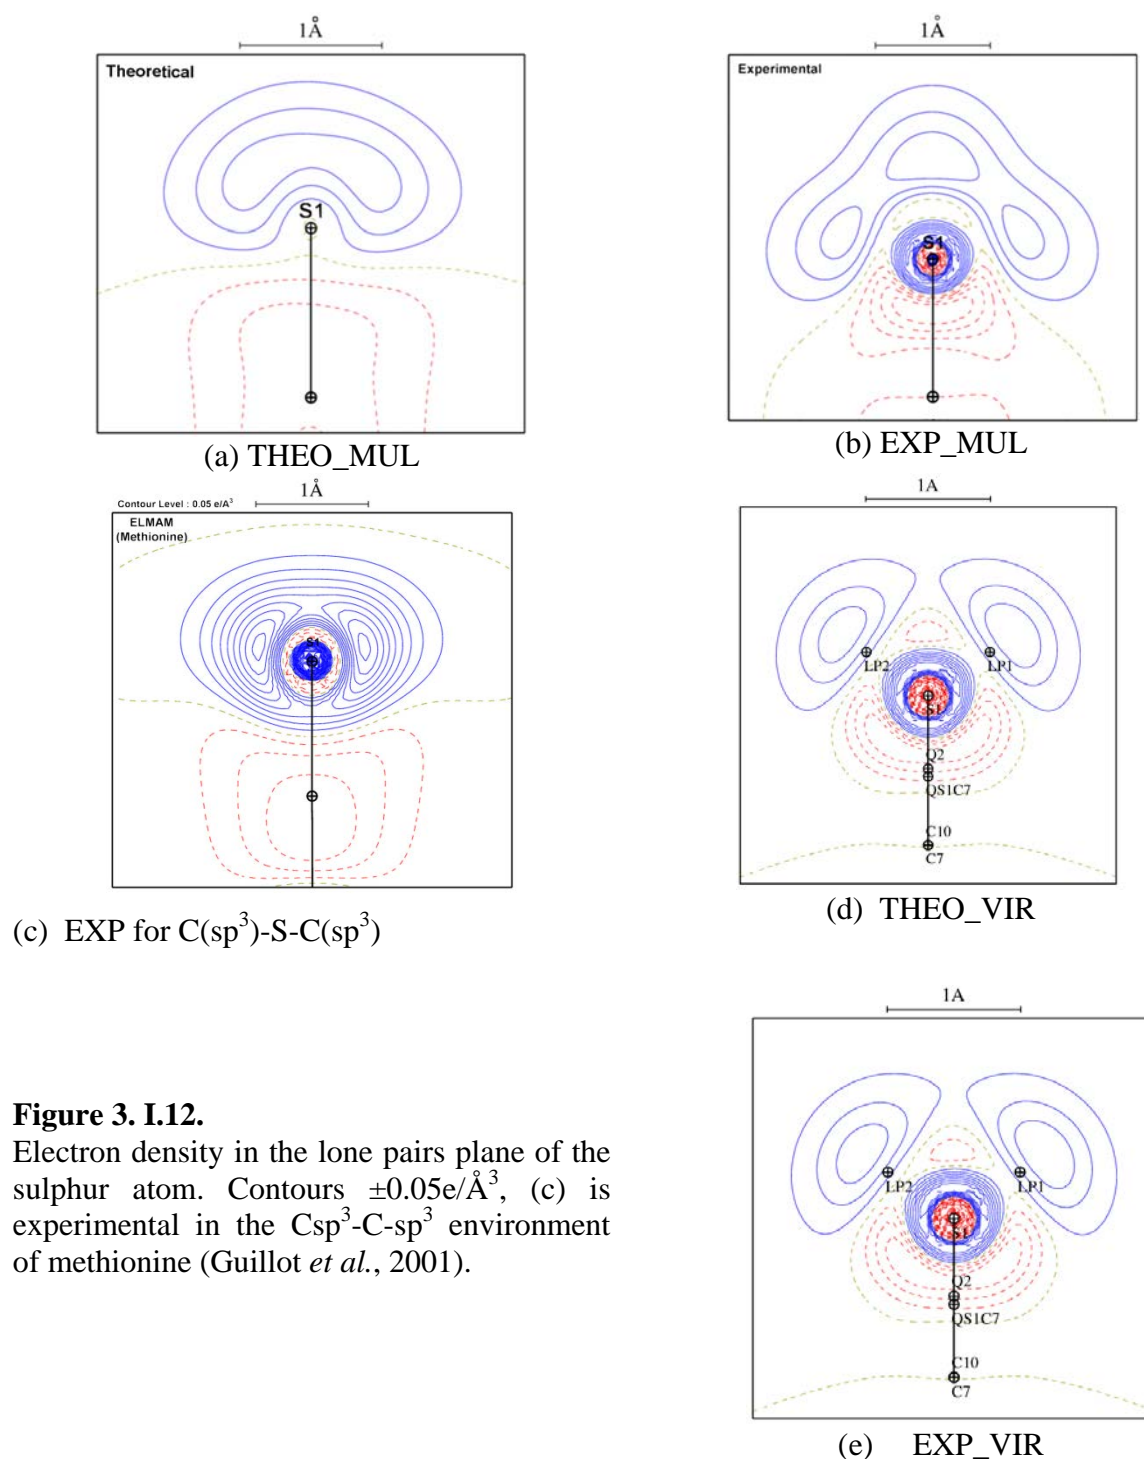 1Å
Theoretical
S1
(a) THEO_MUL
1Å
Experimental
S1
(b) EXP_MUL
Contour Level : 0.05 e/A³
1Å
ELMAM
(Methionine)
S1
(c) EXP for C(sp³)-S-C(sp³)
1A
LP2
LP1
S1
Q2
QS1C7
C10
C7
(d) THEO_VIR
Figure 3. I.12.
Electron density in the lone pairs plane of the
sulphur atom. Contours ±0.05e/Å³, (c) is
experimental in the Csp³-C-sp³ environment
of methionine (Guillot et al., 2001).
1A
LP2
LP1
S1
Q2
QS1C7
C10
C7
(e) EXP_VIR